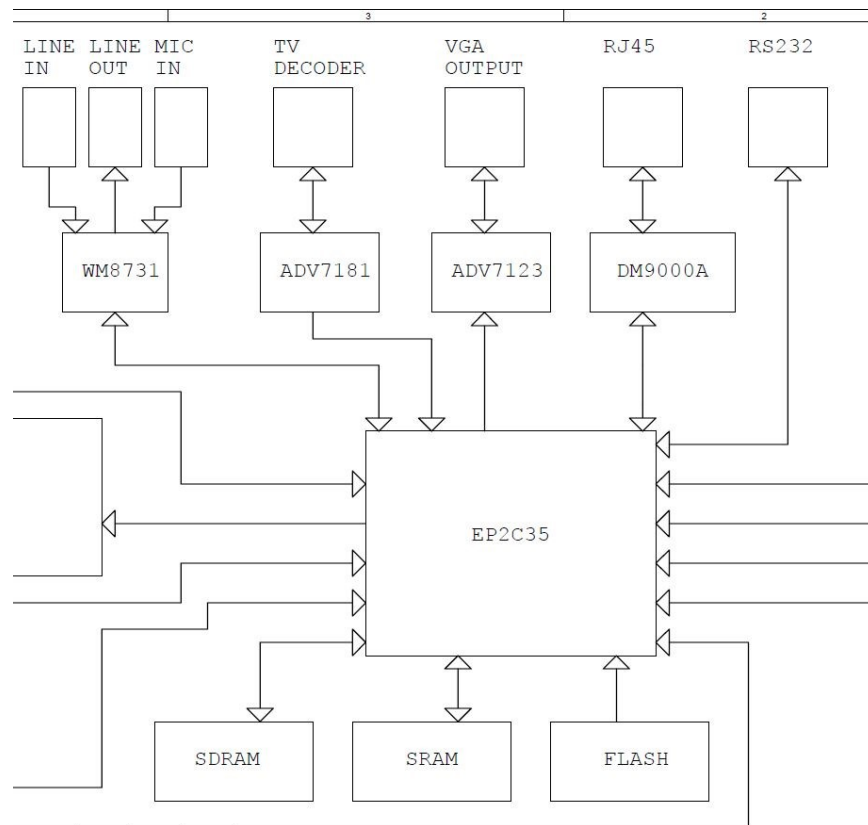 3 2
LINE LINE MIC TV VGA RJ45 RS232
IN OUT IN DECODER OUTPUT
WM8731 ADV7181 ADV7123 DM9000A
EP2C35
SDRAM SRAM FLASH